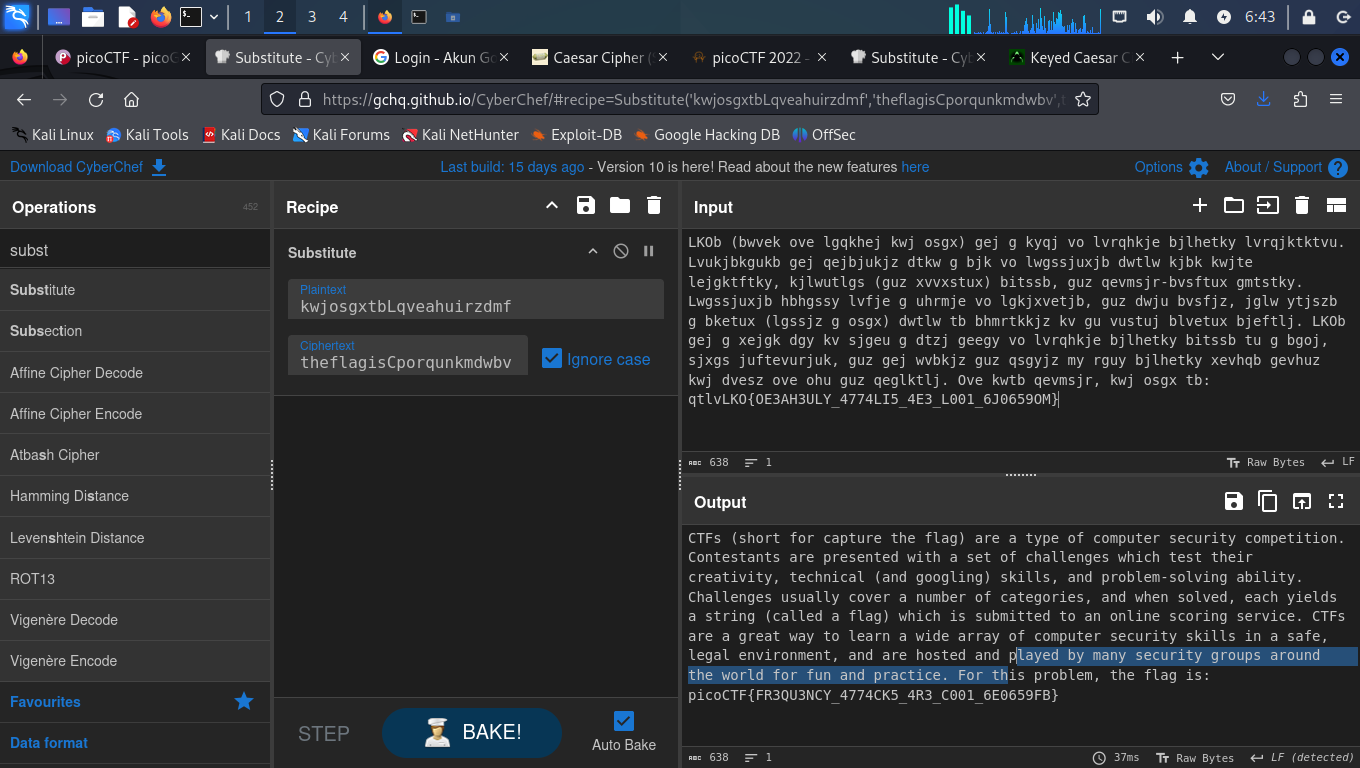 1 2 3 4 6:43
picoCTF - picoG Substitute - Cyb Login - Akun Go Caesar Cipher (S picoCTF 2022 - Substitute - Cyb Keyed Caesar C
https://gchq.github.io/CyberChef/#recipe=Substitute('kwjosgxtbLqveahuirzdmf','theflagisCporqunkmdwbv',t
Kali Linux Kali Tools Kali Docs Kali Forums Kali NetHunter Exploit-DB Google Hacking DB OffSec
Download CyberChef Last build: 15 days ago - Version 10 is here! Read about the new features here Options About / Support
Operations 452
subst
Substitute
Subsection
Affine Cipher Decode
Affine Cipher Encode
Atbash Cipher
Hamming Distance
Levenshtein Distance
ROT13
Vigenère Decode
Vigenère Encode
Favourites
Data format
Recipe
Substitute
Plaintext
kwjosgxtbLqveahuirzdmf
Ciphertext
theflagisCporqunkmdwbv
Ignore case
STEP
BAKE!
Auto Bake
Input
LKOb (bwvek ove lgqkhej kwj osgx) gej g kyqj vo lvrqhkje bjlhetky lvrqjktktvu.
Lvukjbkgukb gej qejbjukjz dtkw g bjk vo lwgssjuxjb dwtlw kjbk kwjte
lejgktftky, kjlwutlgs (guz xvvxstux) bitssb, guz qevmsjr-bvsftux gmtstky.
Lwgssjuxjb hbhgssy lvfje g uhrmje vo lgkjxvetjb, guz dwju bvsfjz, jglw ytjszb
g bketux (lgssjz g osgx) dwtlw tb bhmrtkkjz kv gu vustuj blvetux bjeftlj. LKOb
gej g xejgk dgy kv sjgeu g dtzj geegy vo lvrqhkje bjlhetky bitssb tu g bgoj,
sjxgs juftevurjuk, guz gej wvbkjz guz qsgyjz my rguy bjlhetky xevhqb gevhuz
kwj dvesz ove ohu guz qeglktlj. Ove kwtb qevmsjr, kwj osgx tb:
qtlvLKO{OE3AH3ULY_4774LI5_4E3_L001_6J0659OM}
638 1 Raw Bytes LF
Output
CTFs (short for capture the flag) are a type of computer security competition.
Contestants are presented with a set of challenges which test their
creativity, technical (and googling) skills, and problem-solving ability.
Challenges usually cover a number of categories, and when solved, each yields
a string (called a flag) which is submitted to an online scoring service. CTFs
are a great way to learn a wide array of computer security skills in a safe,
legal environment, and are hosted and played by many security groups around
the world for fun and practice. For this problem, the flag is:
picoCTF{FR3QU3NCY_4774CK5_4R3_C001_6E0659FB}
638 1 37ms Raw Bytes LF (detected)